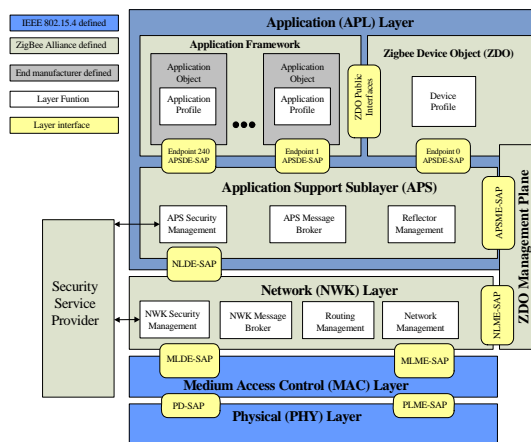 IEEE 802.15.4 defined
ZigBee Alliance defined
End manufacturer defined
Layer Funtion
Layer interface
Application (APL) Layer
Application Framework
Application
Object
Application
Profile
Application
Object
Application
Profile
Zigbee Device Object (ZDO)
ZDO Public
Interfaces
Device
Profile
Endpoint 240
APSDE-SAP
Endpoint 1
APSDE-SAP
Endpoint 0
APSDE-SAP
Application Support Sublayer (APS)
APS Security
Management
APS Message
Broker
Reflector
Management
APSME-SAP
ZDO Management Plane
NLDE-SAP
Security
Service
Provider
Network (NWK) Layer
NWK Security
Management
NWK Message
Broker
Routing
Management
Network
Management
NLME-SAP
MLDE-SAP
MLME-SAP
Medium Access Control (MAC) Layer
PD-SAP
PLME-SAP
Physical (PHY) Layer